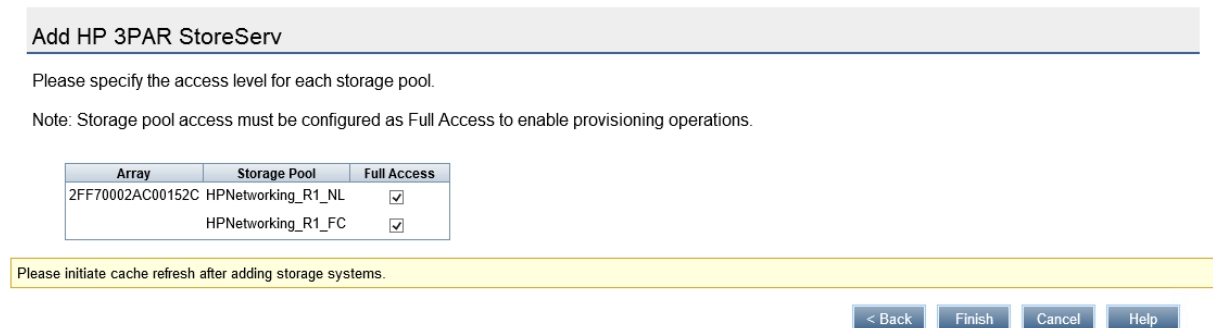 Add HP 3PAR StoreServ
Please specify the access level for each storage pool.
Note: Storage pool access must be configured as Full Access to enable provisioning operations.
Array Storage Pool Full Access
2FF70002AC00152C HPNetworking_R1_NL
HPNetworking_R1_FC
Please initiate cache refresh after adding storage systems.
< Back Finish Cancel Help